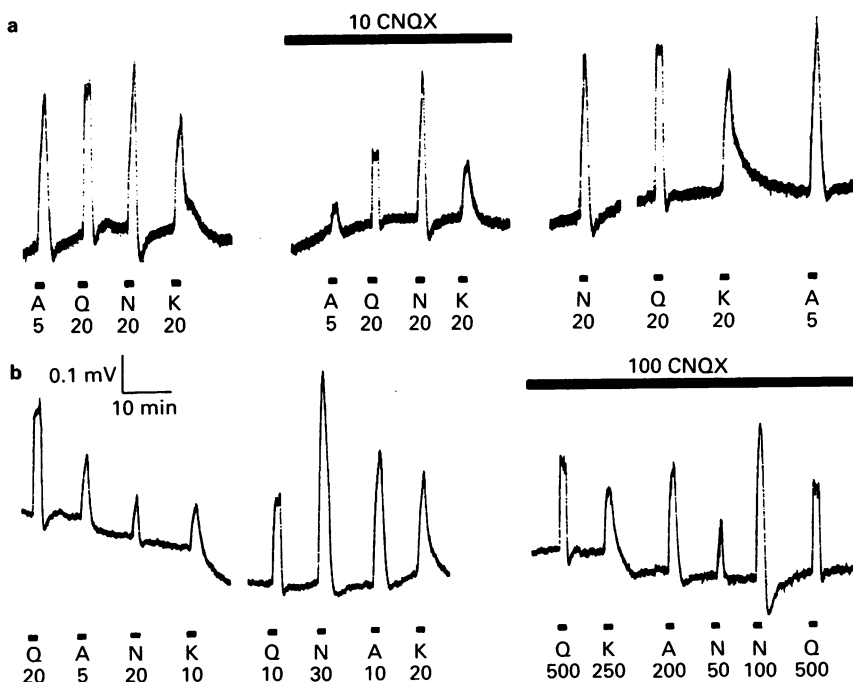 a
10 CNQX
A Q N K
5 20 20 20
A Q N K
5 20 20 20
N Q K A
20 20 20 5
b
0.1 mV
10 min
100 CNQX
Q A N K
20 5 20 10
Q N A K
10 30 10 20
Q K A N N Q
500 250 200 50 100 500